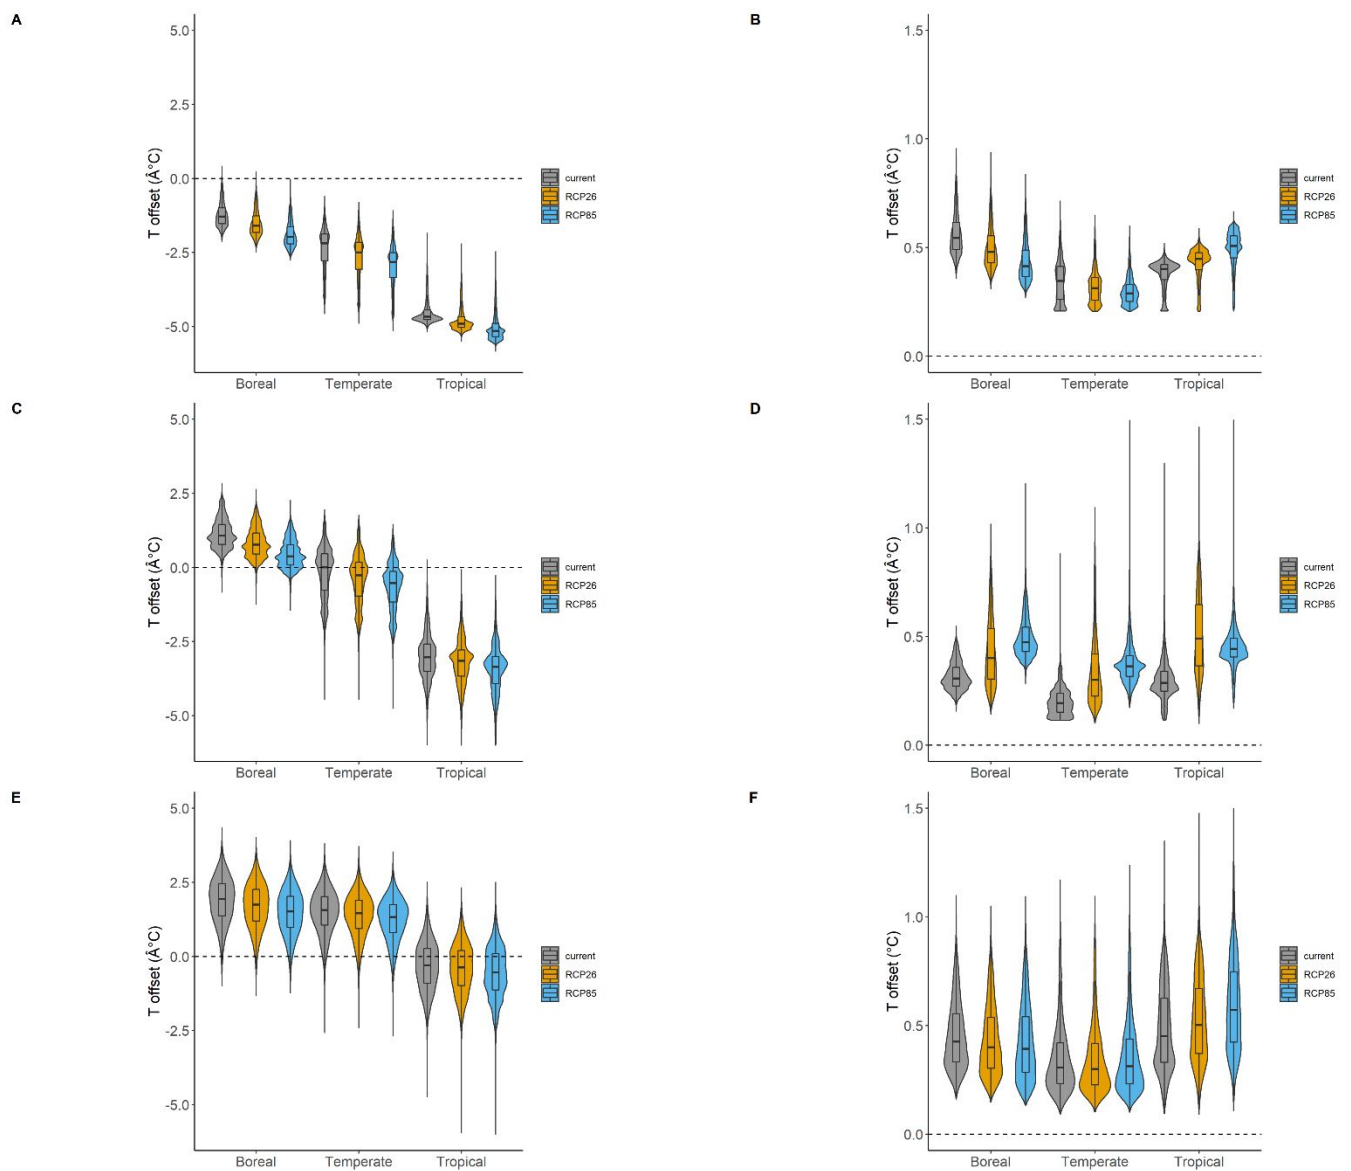 A
5.0
2.5
0.0
-2.5
-5.0
T offset (Â°C)
Boreal Temperate Tropical
current
RCP26
RCP85
B
1.5
1.0
0.5
0.0
T offset (Â°C)
Boreal Temperate Tropical
current
RCP26
RCP85
C
5.0
2.5
0.0
-2.5
-5.0
T offset (Â°C)
Boreal Temperate Tropical
current
RCP26
RCP85
D
1.5
1.0
0.5
0.0
T offset (Â°C)
Boreal Temperate Tropical
current
RCP26
RCP85
E
5.0
2.5
0.0
-2.5
-5.0
T offset (Â°C)
Boreal Temperate Tropical
current
RCP26
RCP85
F
1.5
1.0
0.5
0.0
T offset (°C)
Boreal Temperate Tropical
current
RCP26
RCP85